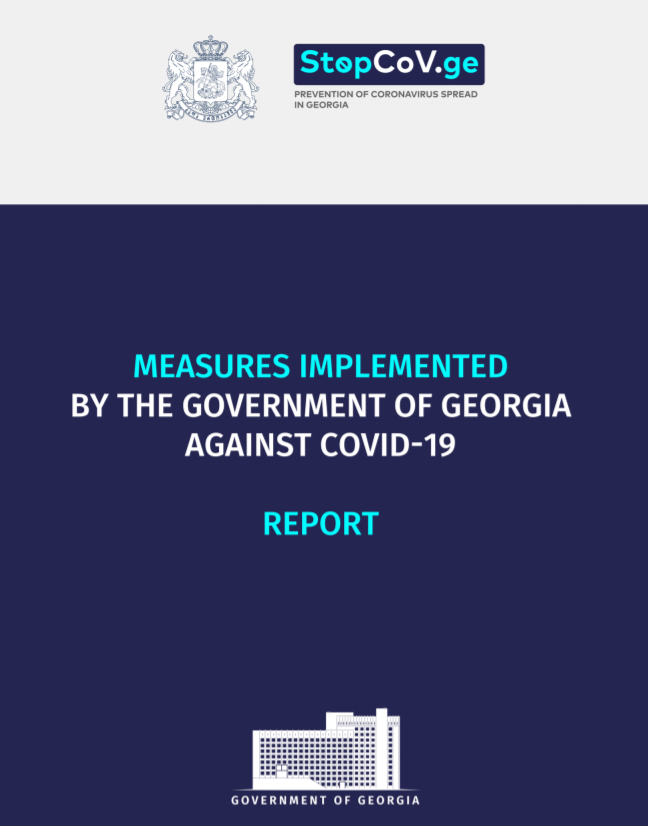 StopCoV.ge
PREVENTION OF CORONAVIRUS SPREAD
IN GEORGIA
MEASURES IMPLEMENTED
BY THE GOVERNMENT OF GEORGIA
AGAINST COVID-19
REPORT
GOVERNMENT OF GEORGIA